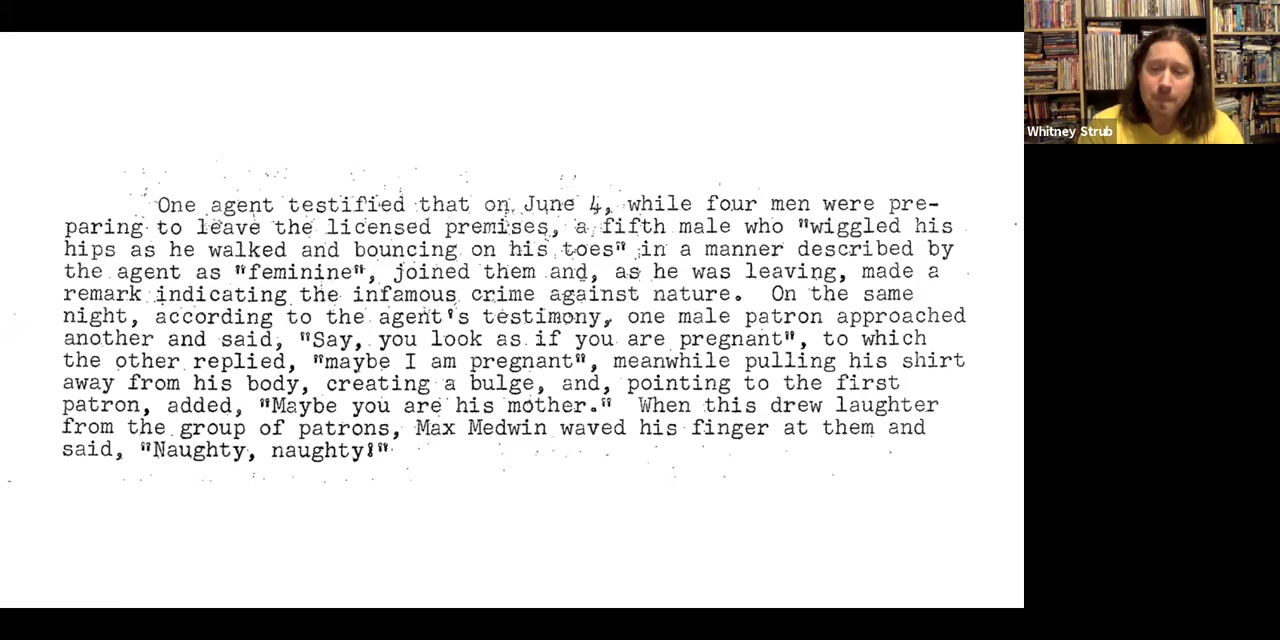 One agent testified that on June 4, while four men were pre-
paring to leave the licensed premises, a fifth male who "wiggled his
hips as he walked and bouncing on his toes" in a manner described by
the agent as "feminine", joined them and, as he was leaving, made a
remark indicating the infamous crime against nature. On the same
night, according to the agent's testimony, one male patron approached
another and said, "Say, you look as if you are pregnant", to which
the other replied, "maybe I am pregnant", meanwhile pulling his shirt
away from his body, creating a bulge, and, pointing to the first
patron, added, "Maybe you are his mother." When this drew laughter
from the group of patrons, Max Medwin waved his finger at them and
said, "Naughty, naughty!"
Whitney Strub